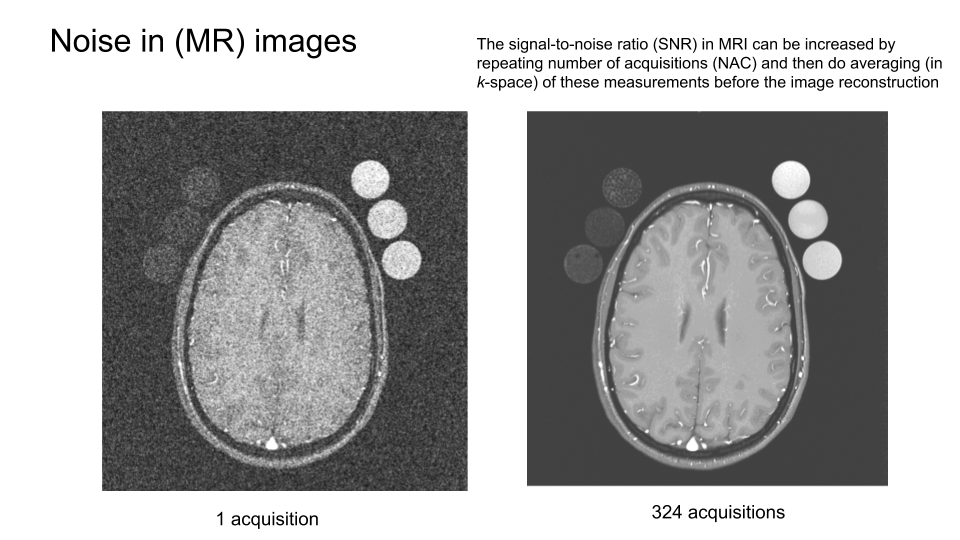 Noise in (MR) images
The signal-to-noise ratio (SNR) in MRI can be increased by
repeating number of acquisitions (NAC) and then do averaging (in
k-space) of these measurements before the image reconstruction
1 acquisition
324 acquisitions